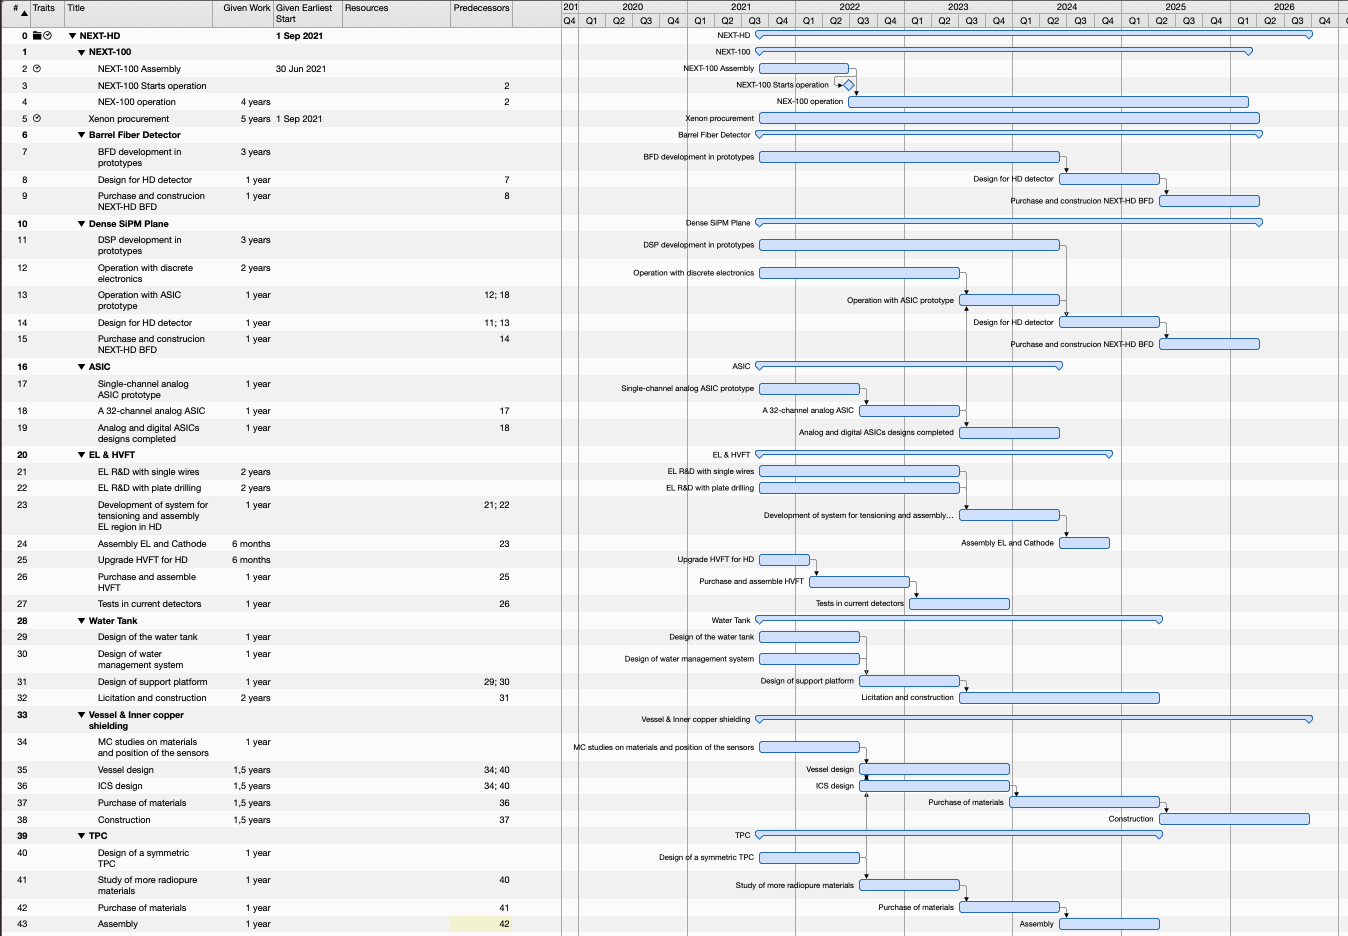 # Traits Title Given Work Given Earliest Start Resources Predecessors 201 2020 2021 2022 2023 2024 2025 2026
Q4 Q1 Q2 Q3 Q4 Q1 Q2 Q3 Q4 Q1 Q2 Q3 Q4 Q1 Q2 Q3 Q4 Q1 Q2 Q3 Q4 Q1 Q2 Q3 Q4 Q1 Q2 Q3 Q4
0 NEXT-HD 1 Sep 2021 NEXT-HD
1 NEXT-100 NEXT-100
2 NEXT-100 Assembly 30 Jun 2021 NEXT-100 Assembly
3 NEXT-100 Starts operation 2 NEXT-100 Starts operation
4 NEX-100 operation 4 years 2 NEX-100 operation
5 Xenon procurement 5 years 1 Sep 2021 Xenon procurement
6 Barrel Fiber Detector Barrel Fiber Detector
7 BFD development in prototypes 3 years BFD development in prototypes
8 Design for HD detector 1 year 7 Design for HD detector
9 Purchase and construcion NEXT-HD BFD 1 year 8 Purchase and construcion NEXT-HD BFD
10 Dense SiPM Plane Dense SiPM Plane
11 DSP development in prototypes 3 years DSP development in prototypes
12 Operation with discrete electronics 2 years Operation with discrete electronics
13 Operation with ASIC prototype 1 year 12; 18 Operation with ASIC prototype
14 Design for HD detector 1 year 11; 13 Design for HD detector
15 Purchase and construcion NEXT-HD BFD 1 year 14 Purchase and construcion NEXT-HD BFD
16 ASIC ASIC
17 Single-channel analog ASIC prototype 1 year Single-channel analog ASIC prototype
18 A 32-channel analog ASIC 1 year 17 A 32-channel analog ASIC
19 Analog and digital ASICs designs completed 1 year 18 Analog and digital ASICs designs completed
20 EL & HVFT EL & HVFT
21 EL R&D with single wires 2 years EL R&D with single wires
22 EL R&D with plate drilling 2 years EL R&D with plate drilling
23 Development of system for tensioning and assembly EL region in HD 1 year 21; 22 Development of system for tensioning and assembly...
24 Assembly EL and Cathode 6 months 23 Assembly EL and Cathode
25 Upgrade HVFT for HD 6 months Upgrade HVFT for HD
26 Purchase and assemble HVFT 1 year 25 Purchase and assemble HVFT
27 Tests in current detectors 1 year 26 Tests in current detectors
28 Water Tank Water Tank
29 Design of the water tank 1 year Design of the water tank
30 Design of water management system 1 year Design of water management system
31 Design of support platform 1 year 29; 30 Design of support platform
32 Licitation and construction 2 years 31 Licitation and construction
33 Vessel & Inner copper shielding Vessel & Inner copper shielding
34 MC studies on materials and position of the sensors 1 year MC studies on materials and position of the sensors
35 Vessel design 1,5 years 34; 40 Vessel design
36 ICS design 1,5 years 34; 40 ICS design
37 Purchase of materials 1,5 years 36 Purchase of materials
38 Construction 1,5 years 37 Construction
39 TPC TPC
40 Design of a symmetric TPC 1 year Design of a symmetric TPC
41 Study of more radiopure materials 1 year 40 Study of more radiopure materials
42 Purchase of materials 1 year 41 Purchase of materials
43 Assembly 1 year 42 Assembly